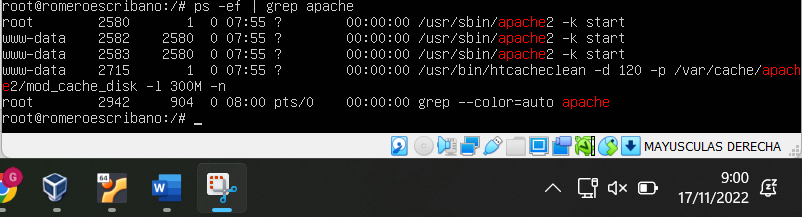 root@romeroescribano:/# ps -ef | grep apache
root 2580 1 0 07:55 ? 00:00:00 /usr/sbin/apache2 -k start
www-data 2582 2580 0 07:55 ? 00:00:00 /usr/sbin/apache2 -k start
www-data 2583 2580 0 07:55 ? 00:00:00 /usr/sbin/apache2 -k start
www-data 2715 1 0 07:55 ? 00:00:00 /usr/bin/htcacheclean -d 120 -p /var/cache/apach
e2/mod_cache_disk -l 300M -n
root 2942 904 0 08:00 pts/0 00:00:00 grep --color=auto apache
root@romeroescribano:/# _
MAYUSCULAS DERECHA
G
64
W
9:00
17/11/2022